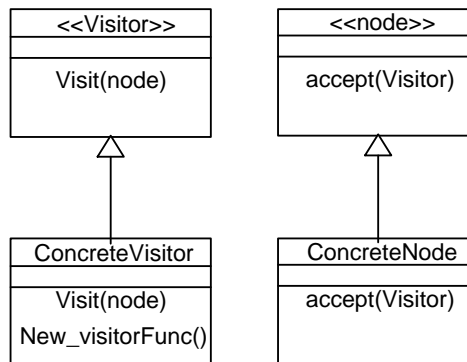 <<Visitor>>
Visit(node)
<<node>>
accept(Visitor)
ConcreteVisitor
Visit(node)
New_visitorFunc()
ConcreteNode
accept(Visitor)